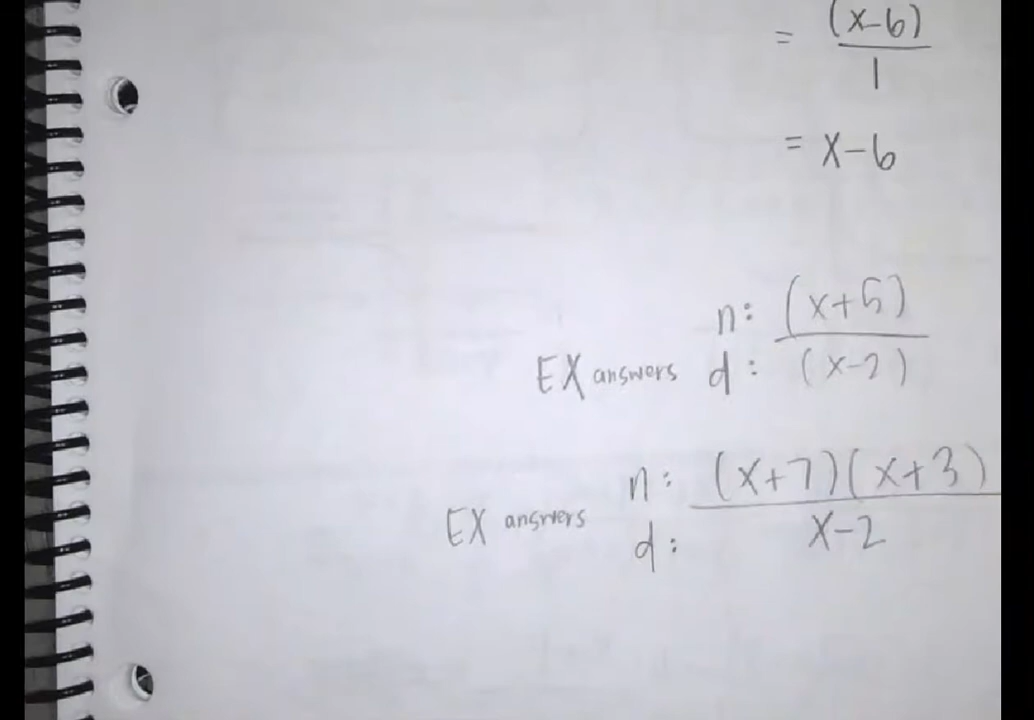 = (x-6)
1
= x-6
n: (x+5)
EX answers d: (x-2)
n: (x+7)(x+3)
EX answers
d: x-2